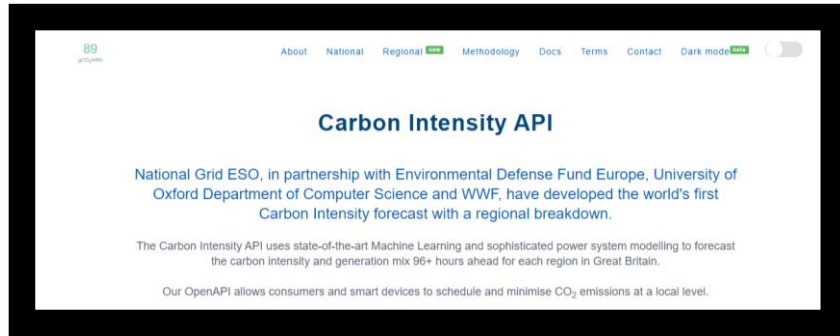 89
gCO₂/kWh
About National Regional new Methodology Docs Terms Contact Dark mode beta
Carbon Intensity API
National Grid ESO, in partnership with Environmental Defense Fund Europe, University of
Oxford Department of Computer Science and WWF, have developed the world's first
Carbon Intensity forecast with a regional breakdown.
The Carbon Intensity API uses state-of-the-art Machine Learning and sophisticated power system modelling to forecast
the carbon intensity and generation mix 96+ hours ahead for each region in Great Britain.
Our OpenAPI allows consumers and smart devices to schedule and minimise CO₂ emissions at a local level.